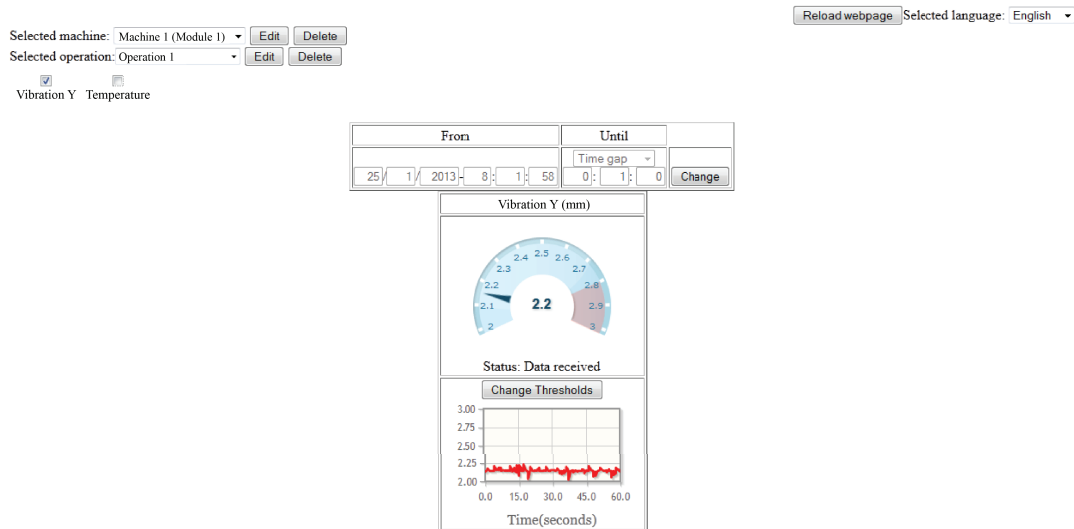 Reload webpage Selected language: English
Selected machine: Machine 1 (Module 1) Edit Delete
Selected operation: Operation 1 Edit Delete
Vibration Y Temperature
From Until
Time gap
25 / 1 / 2013 - 8 : 1 : 58 0 : 1 : 0 Change
Vibration Y (mm)
2.5
2.4 2.6
2.3 2.7
2.2 2.8
2.1 2.2 2.9
2 3
Status: Data received
Change Thresholds
3.00
2.75
2.50
2.25
2.00
0.0 15.0 30.0 45.0 60.0
Time(seconds)